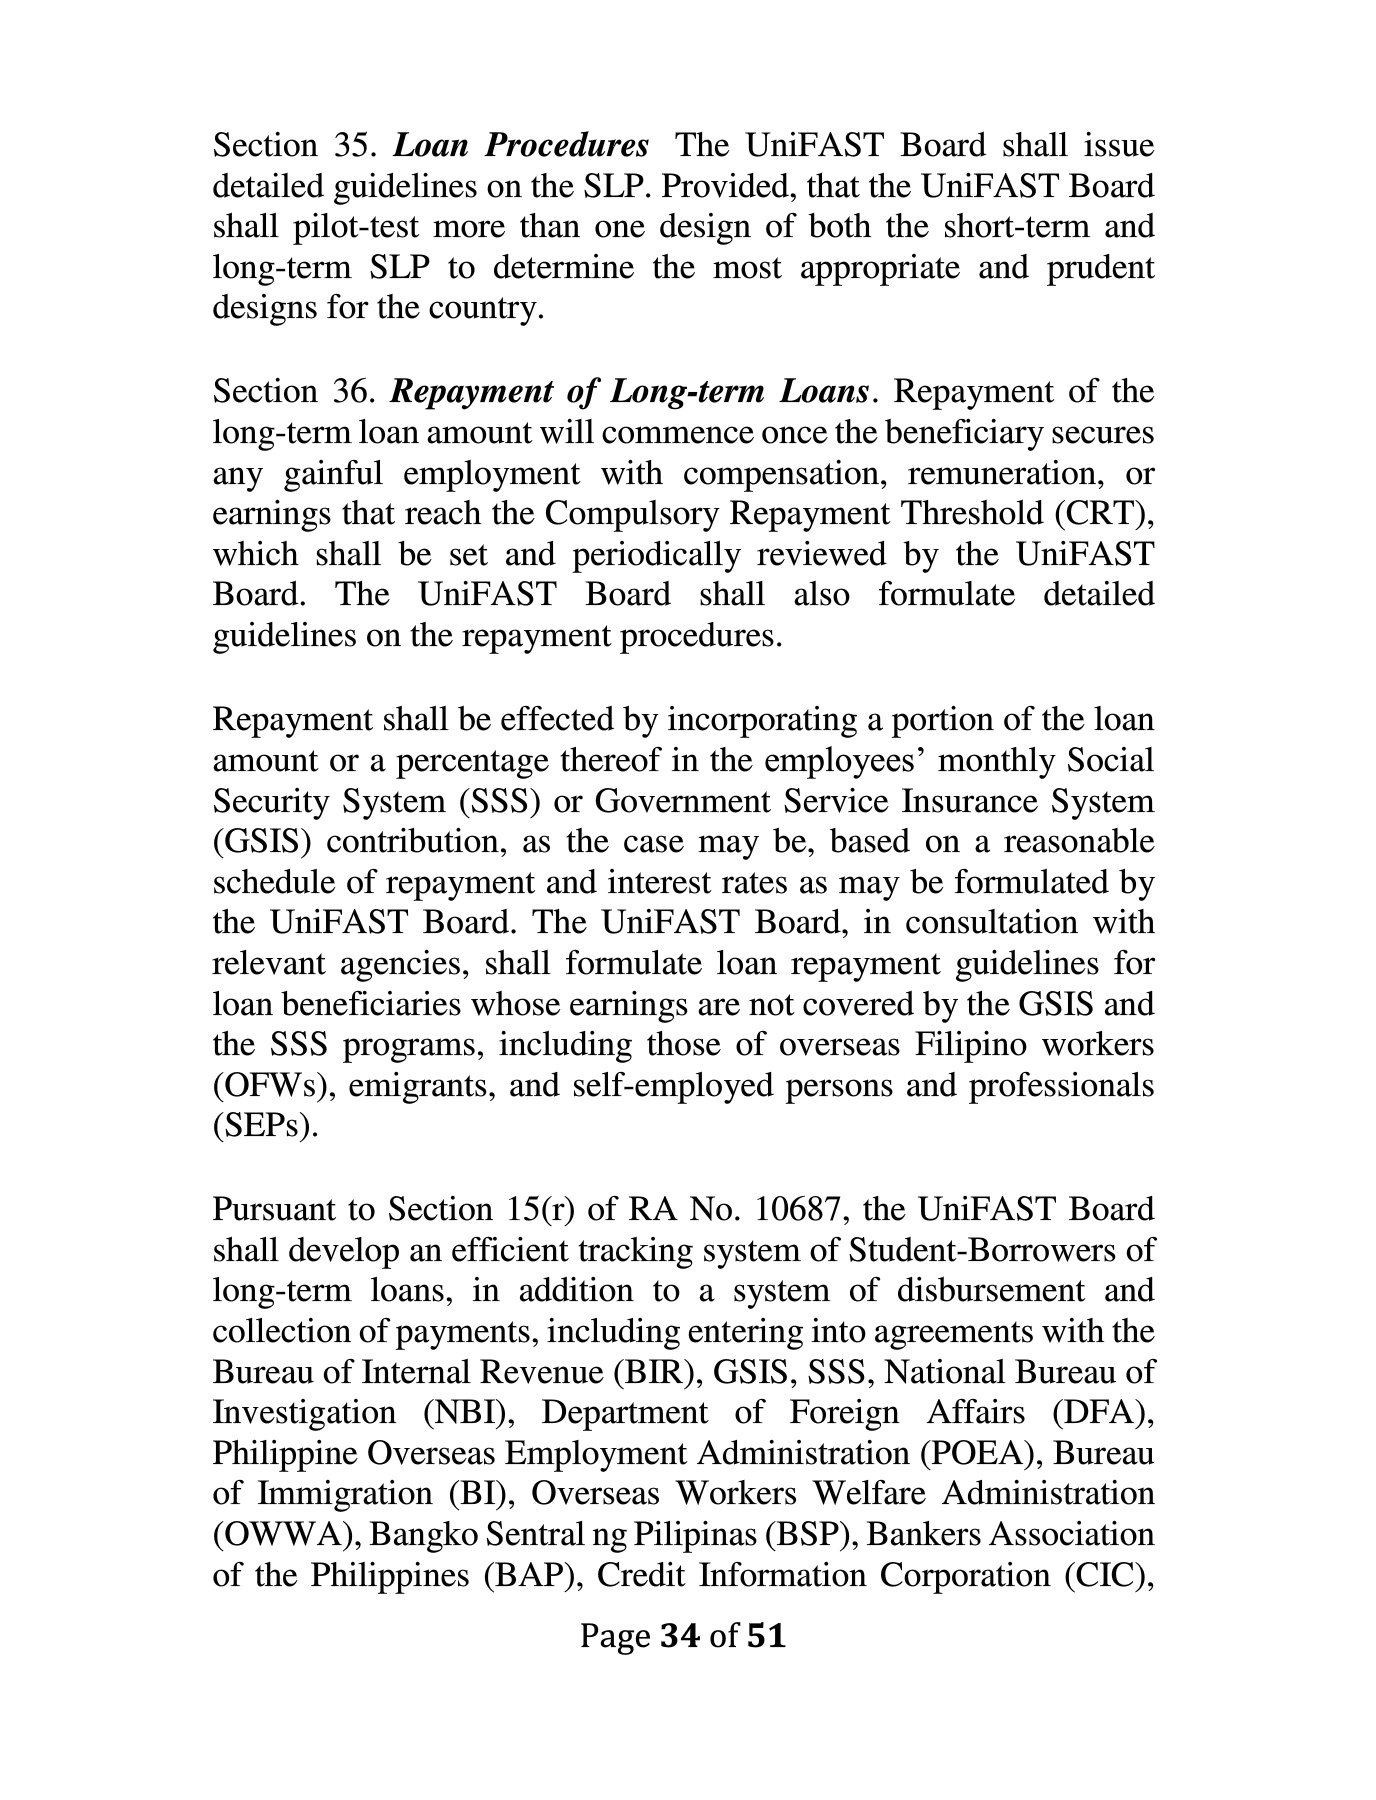 Section 35. Loan Procedures The UniFAST Board shall issue
detailed guidelines on the SLP. Provided, that the UniFAST Board
shall pilot-test more than one design of both the short-term and
long-term SLP to determine the most appropriate and prudent
designs for the country.
Section 36. Repayment of Long-term Loans. Repayment of the
long-term loan amount will commence once the beneficiary secures
any gainful employment with compensation, remuneration, or
earnings that reach the Compulsory Repayment Threshold (CRT),
which shall be set and periodically reviewed by the UniFAST
Board. The UniFAST Board shall also formulate detailed
guidelines on the repayment procedures.
Repayment shall be effected by incorporating a portion of the loan
amount or a percentage thereof in the employees’ monthly Social
Security System (SSS) or Government Service Insurance System
(GSIS) contribution, as the case may be, based on a reasonable
schedule of repayment and interest rates as may be formulated by
the UniFAST Board. The UniFAST Board, in consultation with
relevant agencies, shall formulate loan repayment guidelines for
loan beneficiaries whose earnings are not covered by the GSIS and
the SSS programs, including those of overseas Filipino workers
(OFWs), emigrants, and self-employed persons and professionals
(SEPs).
Pursuant to Section 15(r) of RA No. 10687, the UniFAST Board
shall develop an efficient tracking system of Student-Borrowers of
long-term loans, in addition to a system of disbursement and
collection of payments, including entering into agreements with the
Bureau of Internal Revenue (BIR), GSIS, SSS, National Bureau of
Investigation (NBI), Department of Foreign Affairs (DFA),
Philippine Overseas Employment Administration (POEA), Bureau
of Immigration (BI), Overseas Workers Welfare Administration
(OWWA), Bangko Sentral ng Pilipinas (BSP), Bankers Association
of the Philippines (BAP), Credit Information Corporation (CIC),
Page 34 of 51